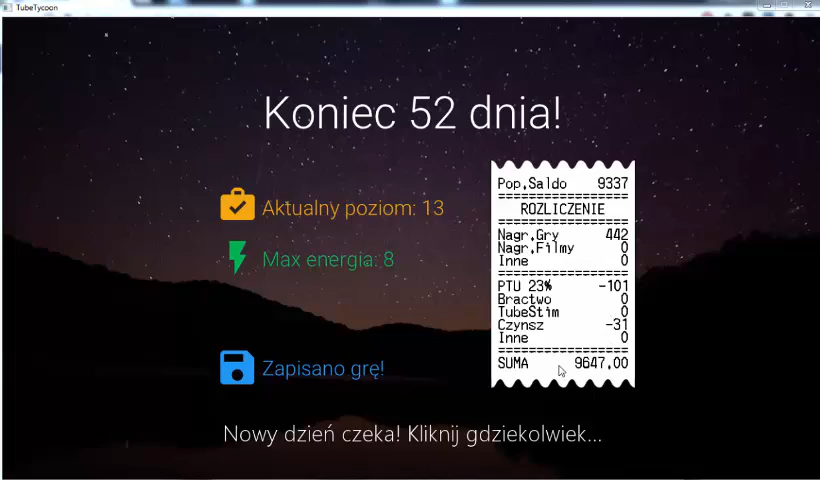 TubeTycoon
Koniec 52 dnia!
Aktualny poziom: 13
Max energia: 8
Zapisano grę!
Pop.Saldo 9337
==================
ROZLICZENIE
==================
Nagr.Gry 442
Nagr.Filmy 0
Inne 0
==================
PTU 23% -101
Bractwo 0
TubeStim 0
Czynsz -31
Inne 0
==================
SUMA 9647,00
Nowy dzień czeka! Kliknij gdziekolwiek...